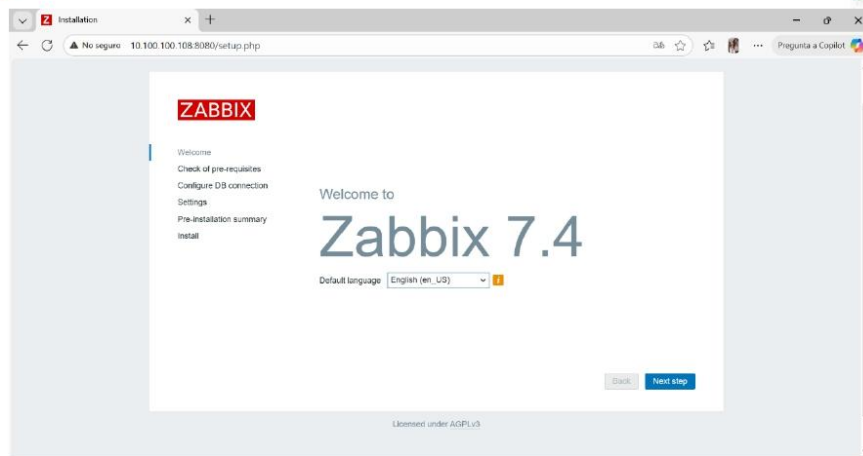 Installation
No seguro 10.100.100.108:8080/setup.php
Pregunta a Copilot
ZABBIX
Welcome
Check of pre-requisites
Configure DB connection
Settings
Pre-installation summary
Install
Welcome to
Zabbix 7.4
Default language English (en_US)
Back Next step
Licensed under AGPLv3